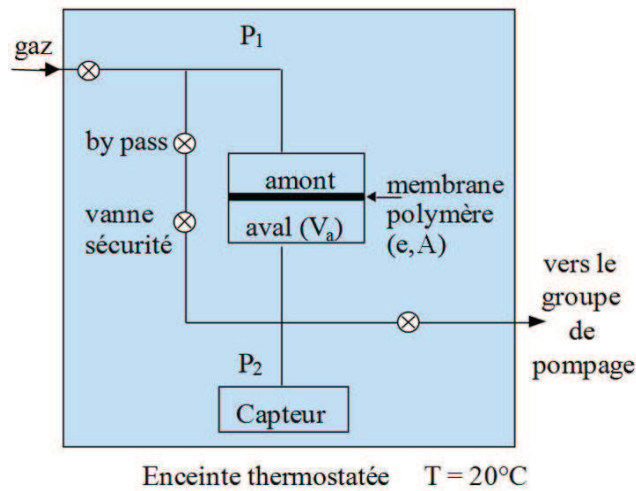 P₁
gaz
by pass
amont
membrane
polymère
(e, A)
vanne
sécurité
aval (Vₐ)
vers le
groupe
de
pompage
P₂
Capteur
Enceinte thermostatée T = 20°C